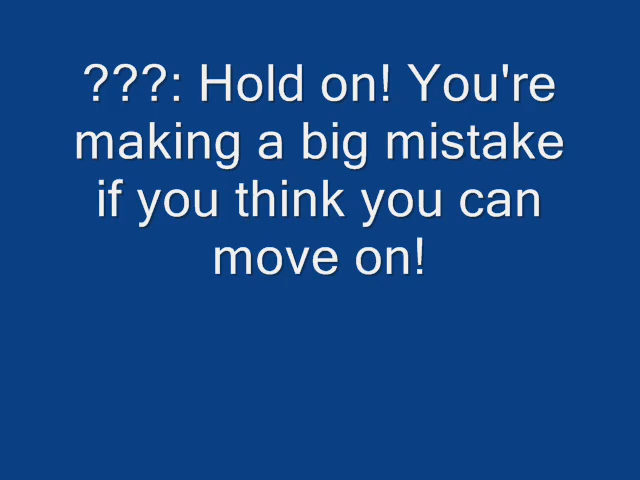 ???: Hold on! You're
making a big mistake
if you think you can
move on!